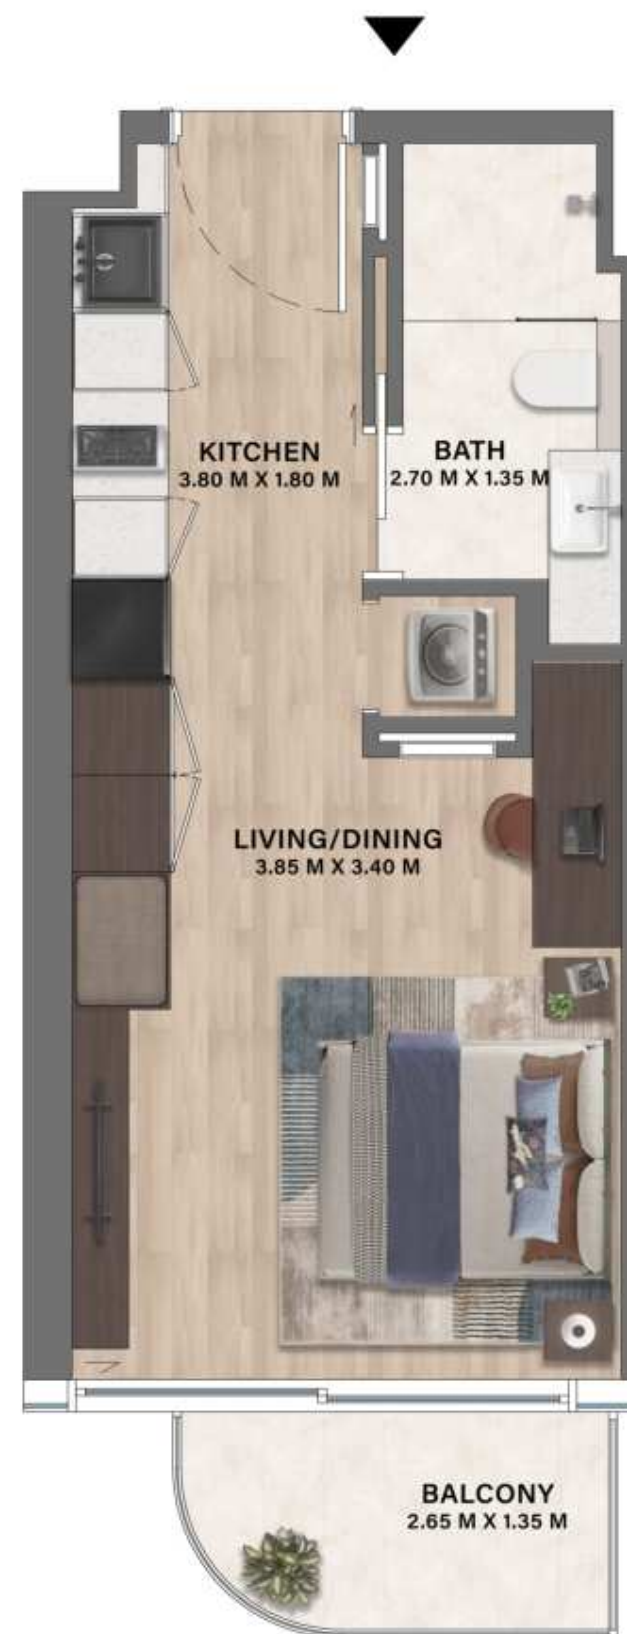 KITCHEN
3.80 M X 1.80 M
BATH
2.70 M X 1.35 M
LIVING/DINING
3.85 M X 3.40 M
BALCONY
2.65 M X 1.35 M